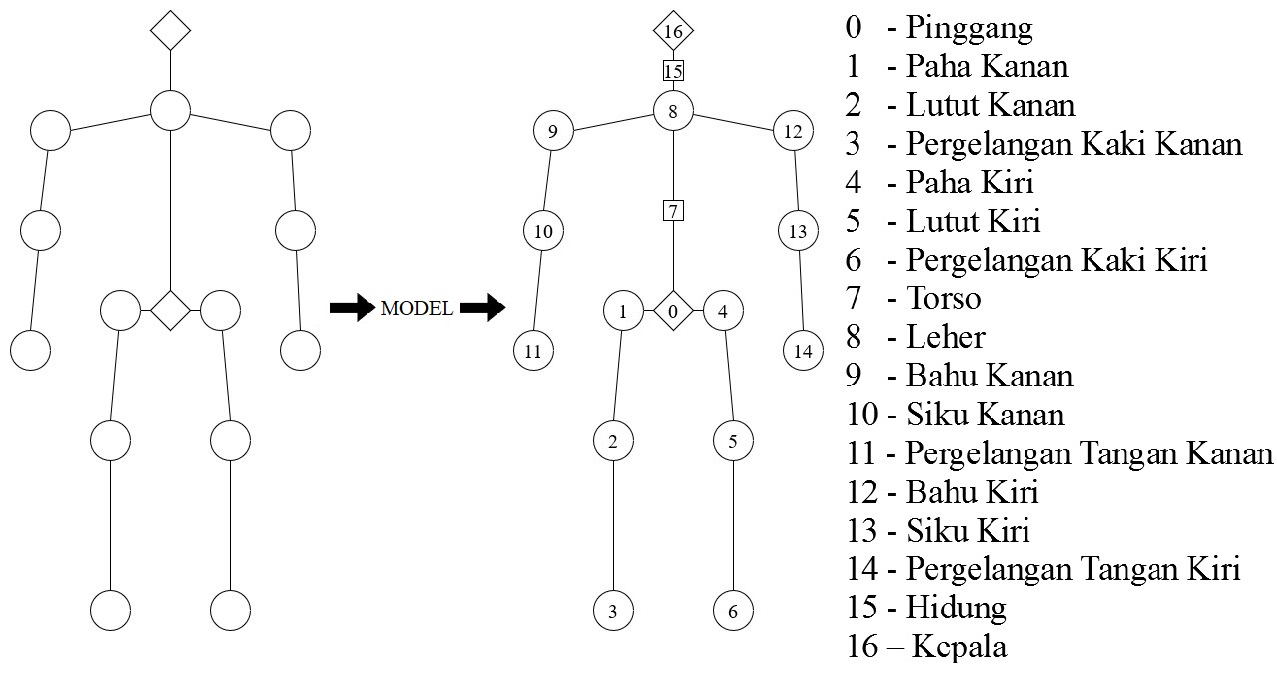 16
15
8
9
12
7
10
13
MODEL
1
0
4
11
14
2
5
3
6
0 - Pinggang
1 - Paha Kanan
2 - Lutut Kanan
3 - Pergelangan Kaki Kanan
4 - Paha Kiri
5 - Lutut Kiri
6 - Pergelangan Kaki Kiri
7 - Torso
8 - Leher
9 - Bahu Kanan
10 - Siku Kanan
11 - Pergelangan Tangan Kanan
12 - Bahu Kiri
13 - Siku Kiri
14 - Pergelangan Tangan Kiri
15 - Hidung
16 – Kepala